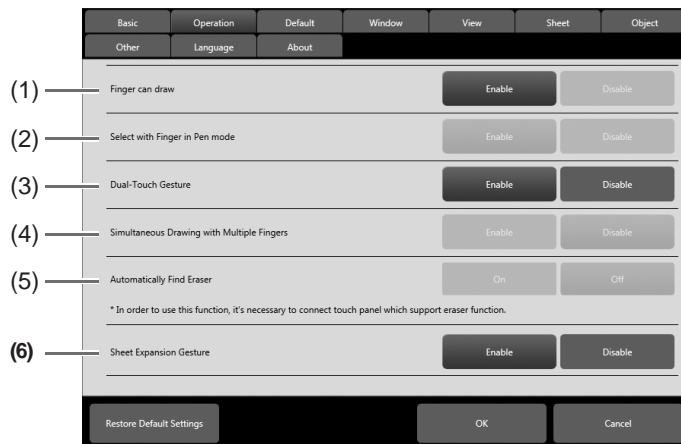 Basic Operation Default Window View Sheet Object
Other Language About
(1) Finger can draw Enable Disable
(2) Select with Finger in Pen mode Enable Disable
(3) Dual-Touch Gesture Enable Disable
(4) Simultaneous Drawing with Multiple Fingers Enable Disable
(5) Automatically Find Eraser On Off
* In order to use this function, it's necessary to connect touch panel which support eraser function.
(6) Sheet Expansion Gesture Enable Disable
Restore Default Settings OK Cancel